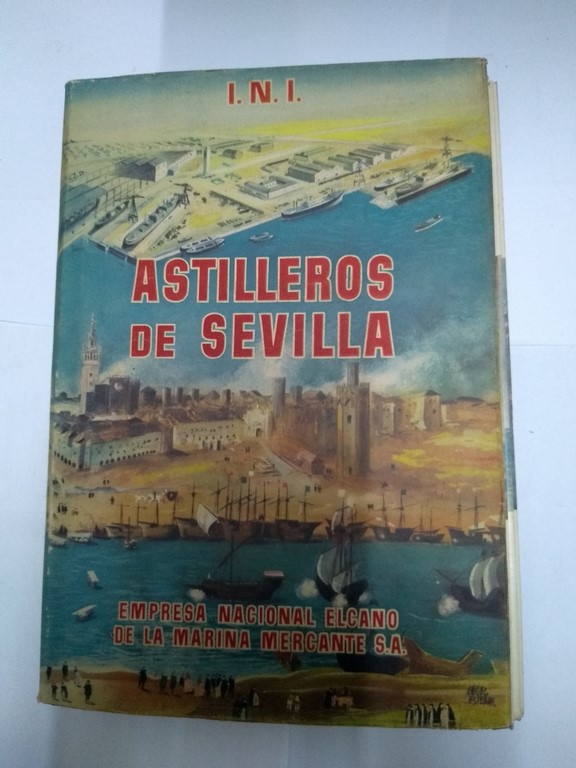 I.N.I.
ASTILLEROS
DE SEVILLA
EMPRESA NACIONAL ELCANO
DE LA MARINA MERCANTE S.A.